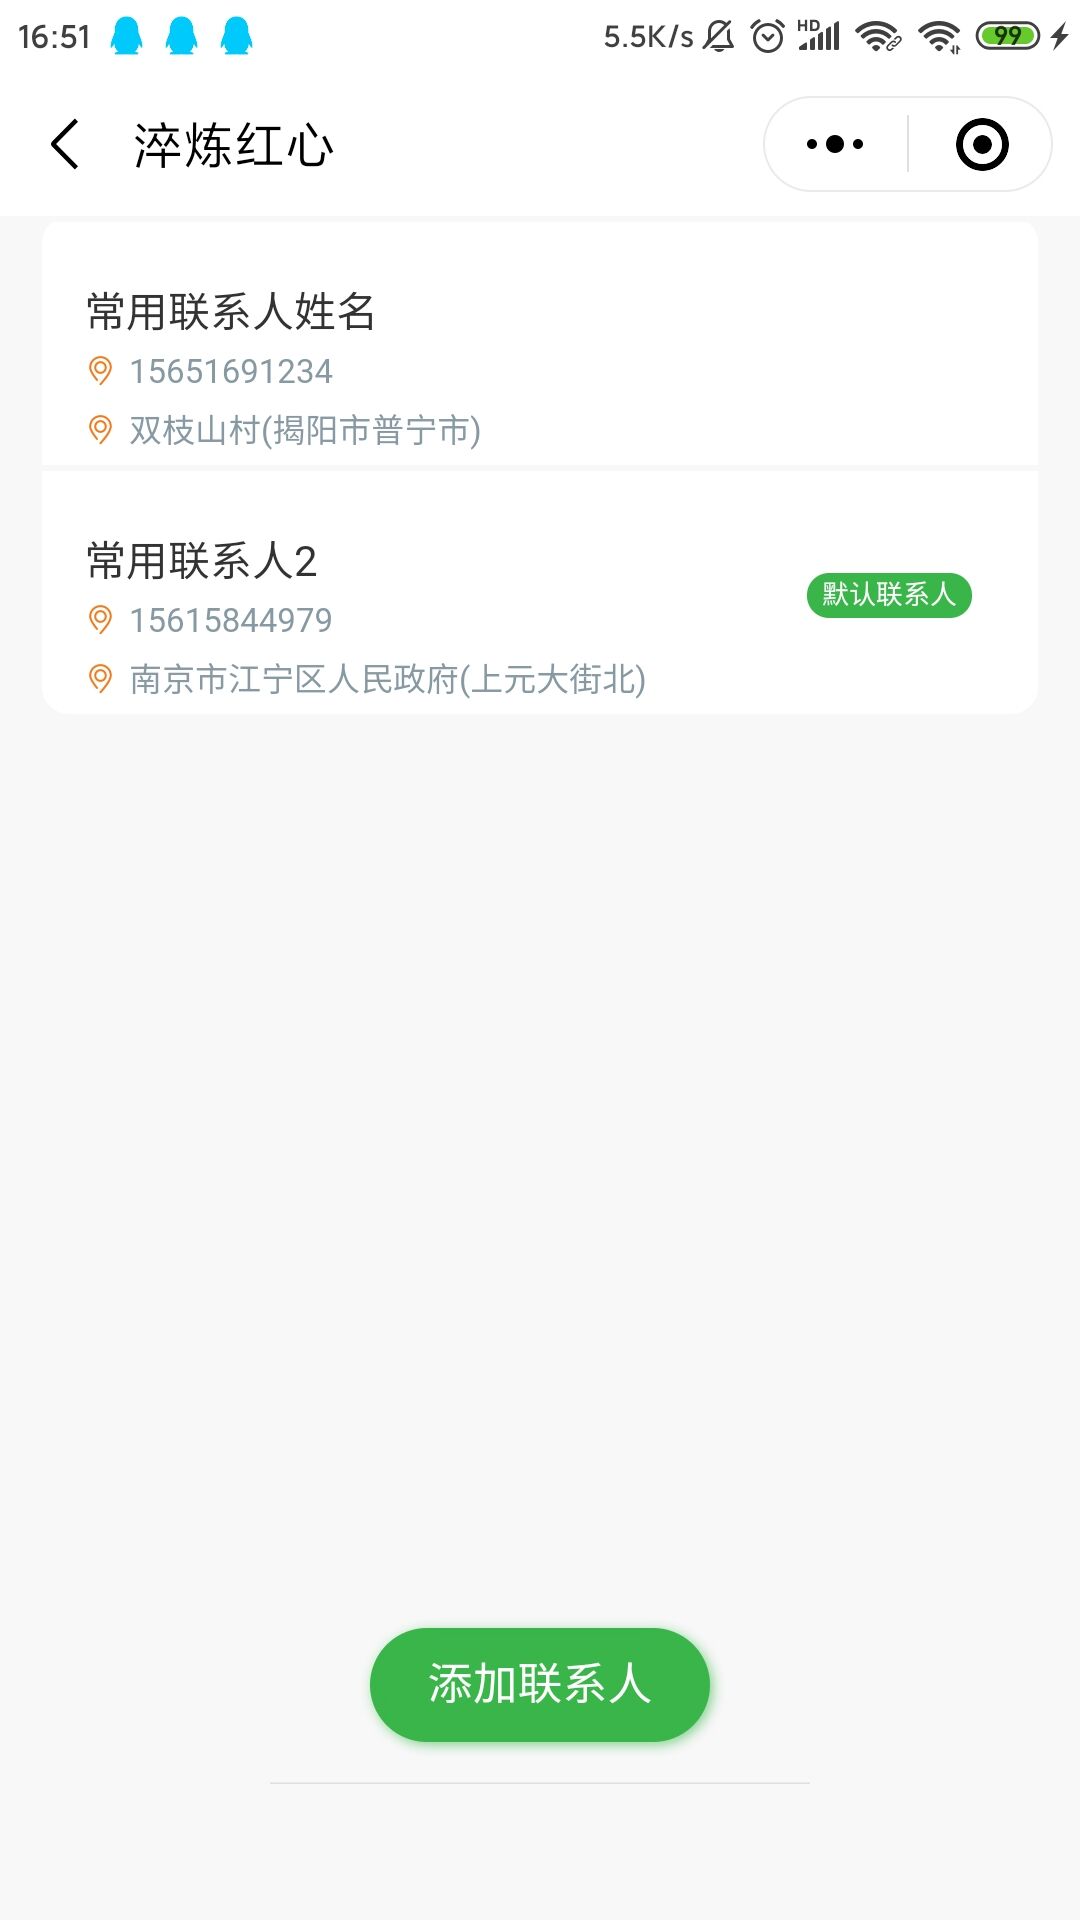 16:51 5.5K/s HD 99
淬炼红心
常用联系人姓名
15651691234
双枝山村(揭阳市普宁市)
常用联系人2
默认联系人
15615844979
南京市江宁区人民政府(上元大街北)
添加联系人